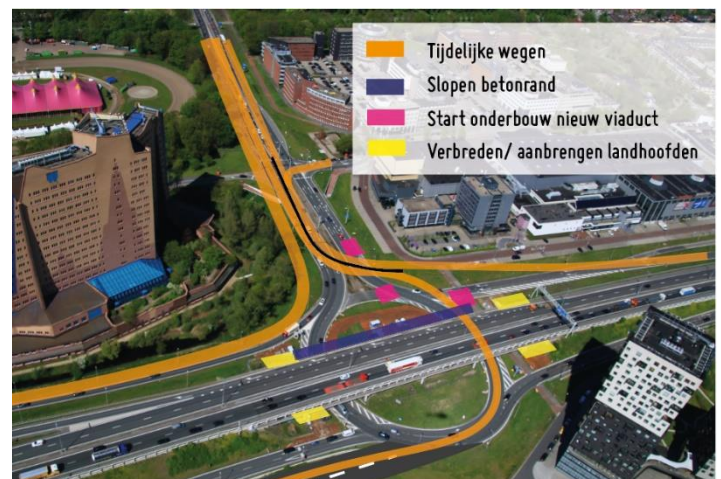 Tijdelijke wegen
Slopen betonrand
Start onderbouw nieuw viaduct
Verbreden/ aanbrengen landhoofden